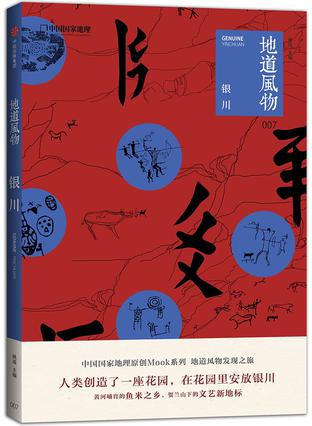 中国国家地理
GENUINE
YINCHUAN
地道風物
银川
007
地道風物
银川
007
中国国家地理原创Mook系列 地道风物发现之旅
人类创造了一座花园，在花园里安放银川
黄河哺育的鱼米之乡，贺兰山下的文艺新地标